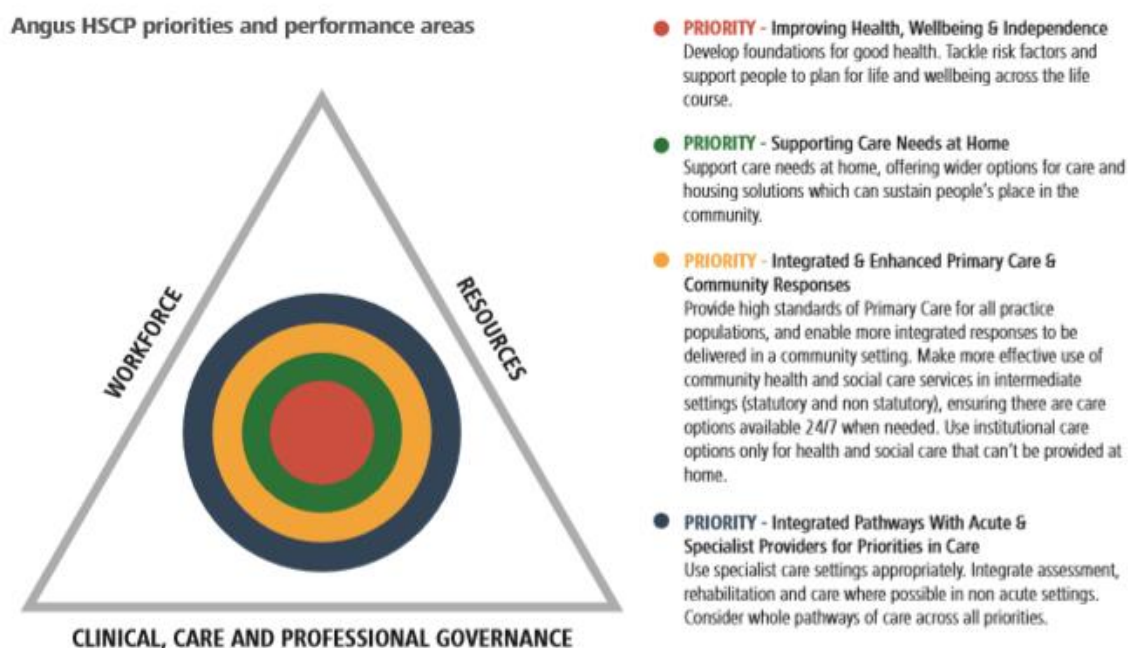 Angus HSCP priorities and performance areas
WORKFORCE
RESOURCES
CLINICAL, CARE AND PROFESSIONAL GOVERNANCE
PRIORITY - Improving Health, Wellbeing & Independence
Develop foundations for good health. Tackle risk factors and
support people to plan for life and wellbeing across the life
course.
PRIORITY - Supporting Care Needs at Home
Support care needs at home, offering wider options for care and
housing solutions which can sustain people's place in the
community.
PRIORITY - Integrated & Enhanced Primary Care &
Community Responses
Provide high standards of Primary Care for all practice
populations, and enable more integrated responses to be
delivered in a community setting. Make more effective use of
community health and social care services in intermediate
settings (statutory and non statutory), ensuring there are care
options available 24/7 when needed. Use institutional care
options only for health and social care that can't be provided at
home.
PRIORITY - Integrated Pathways With Acute &
Specialist Providers for Priorities in Care
Use specialist care settings appropriately. Integrate assessment,
rehabilitation and care where possible in non acute settings.
Consider whole pathways of care across all priorities.